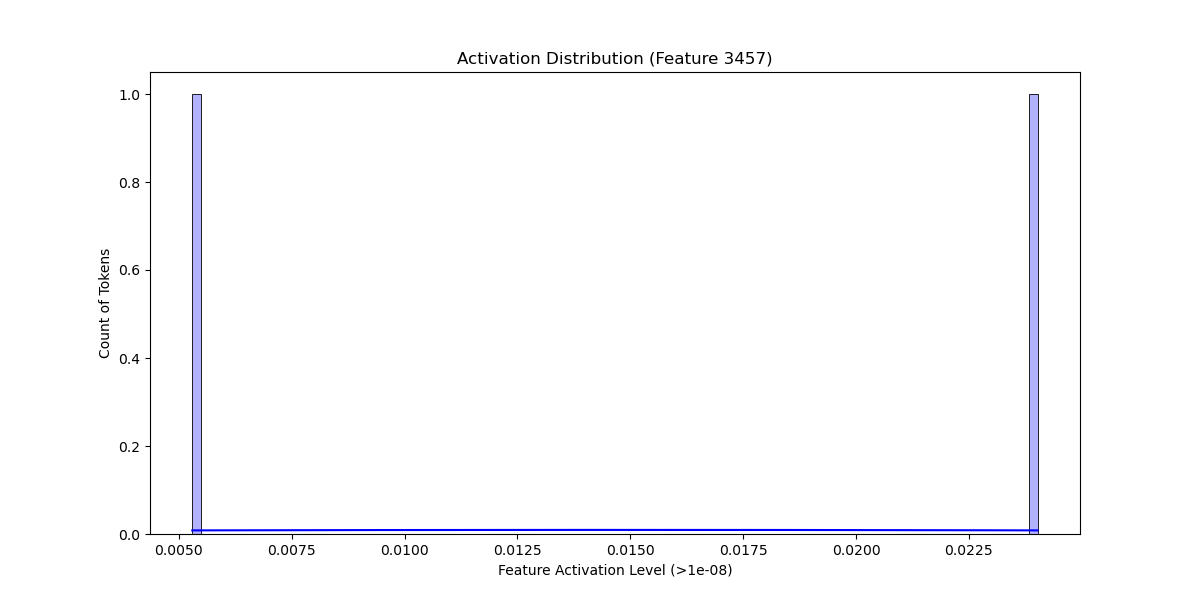 Activation Distribution (Feature 3457)
Count of Tokens
1.0
0.8
0.6
0.4
0.2
0.0
0.0050 0.0075 0.0100 0.0125 0.0150 0.0175 0.0200 0.0225
Feature Activation Level (>1e-08)